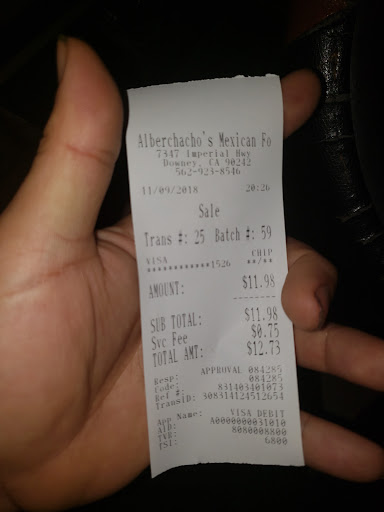 Alberchacho's Mexican Fo
7347 Imperial Hwy
Downey, CA 90242
562-923-8546
11/09/2018 20:26
Sale
Trans #: 25 Batch #: 59
VISA CHIP
************1526 **/**
AMOUNT: $11.98
--------
SUB TOTAL: $11.98
Svc Fee $0.75
TOTAL AMT: $12.73
Resp: APPROVAL 084285
Code: 084285
Ref #: 831403401073
TransID: 308314124512654
App Name: VISA DEBIT
AID: A0000000031010
TVR: 8080008800
TSI: 6800